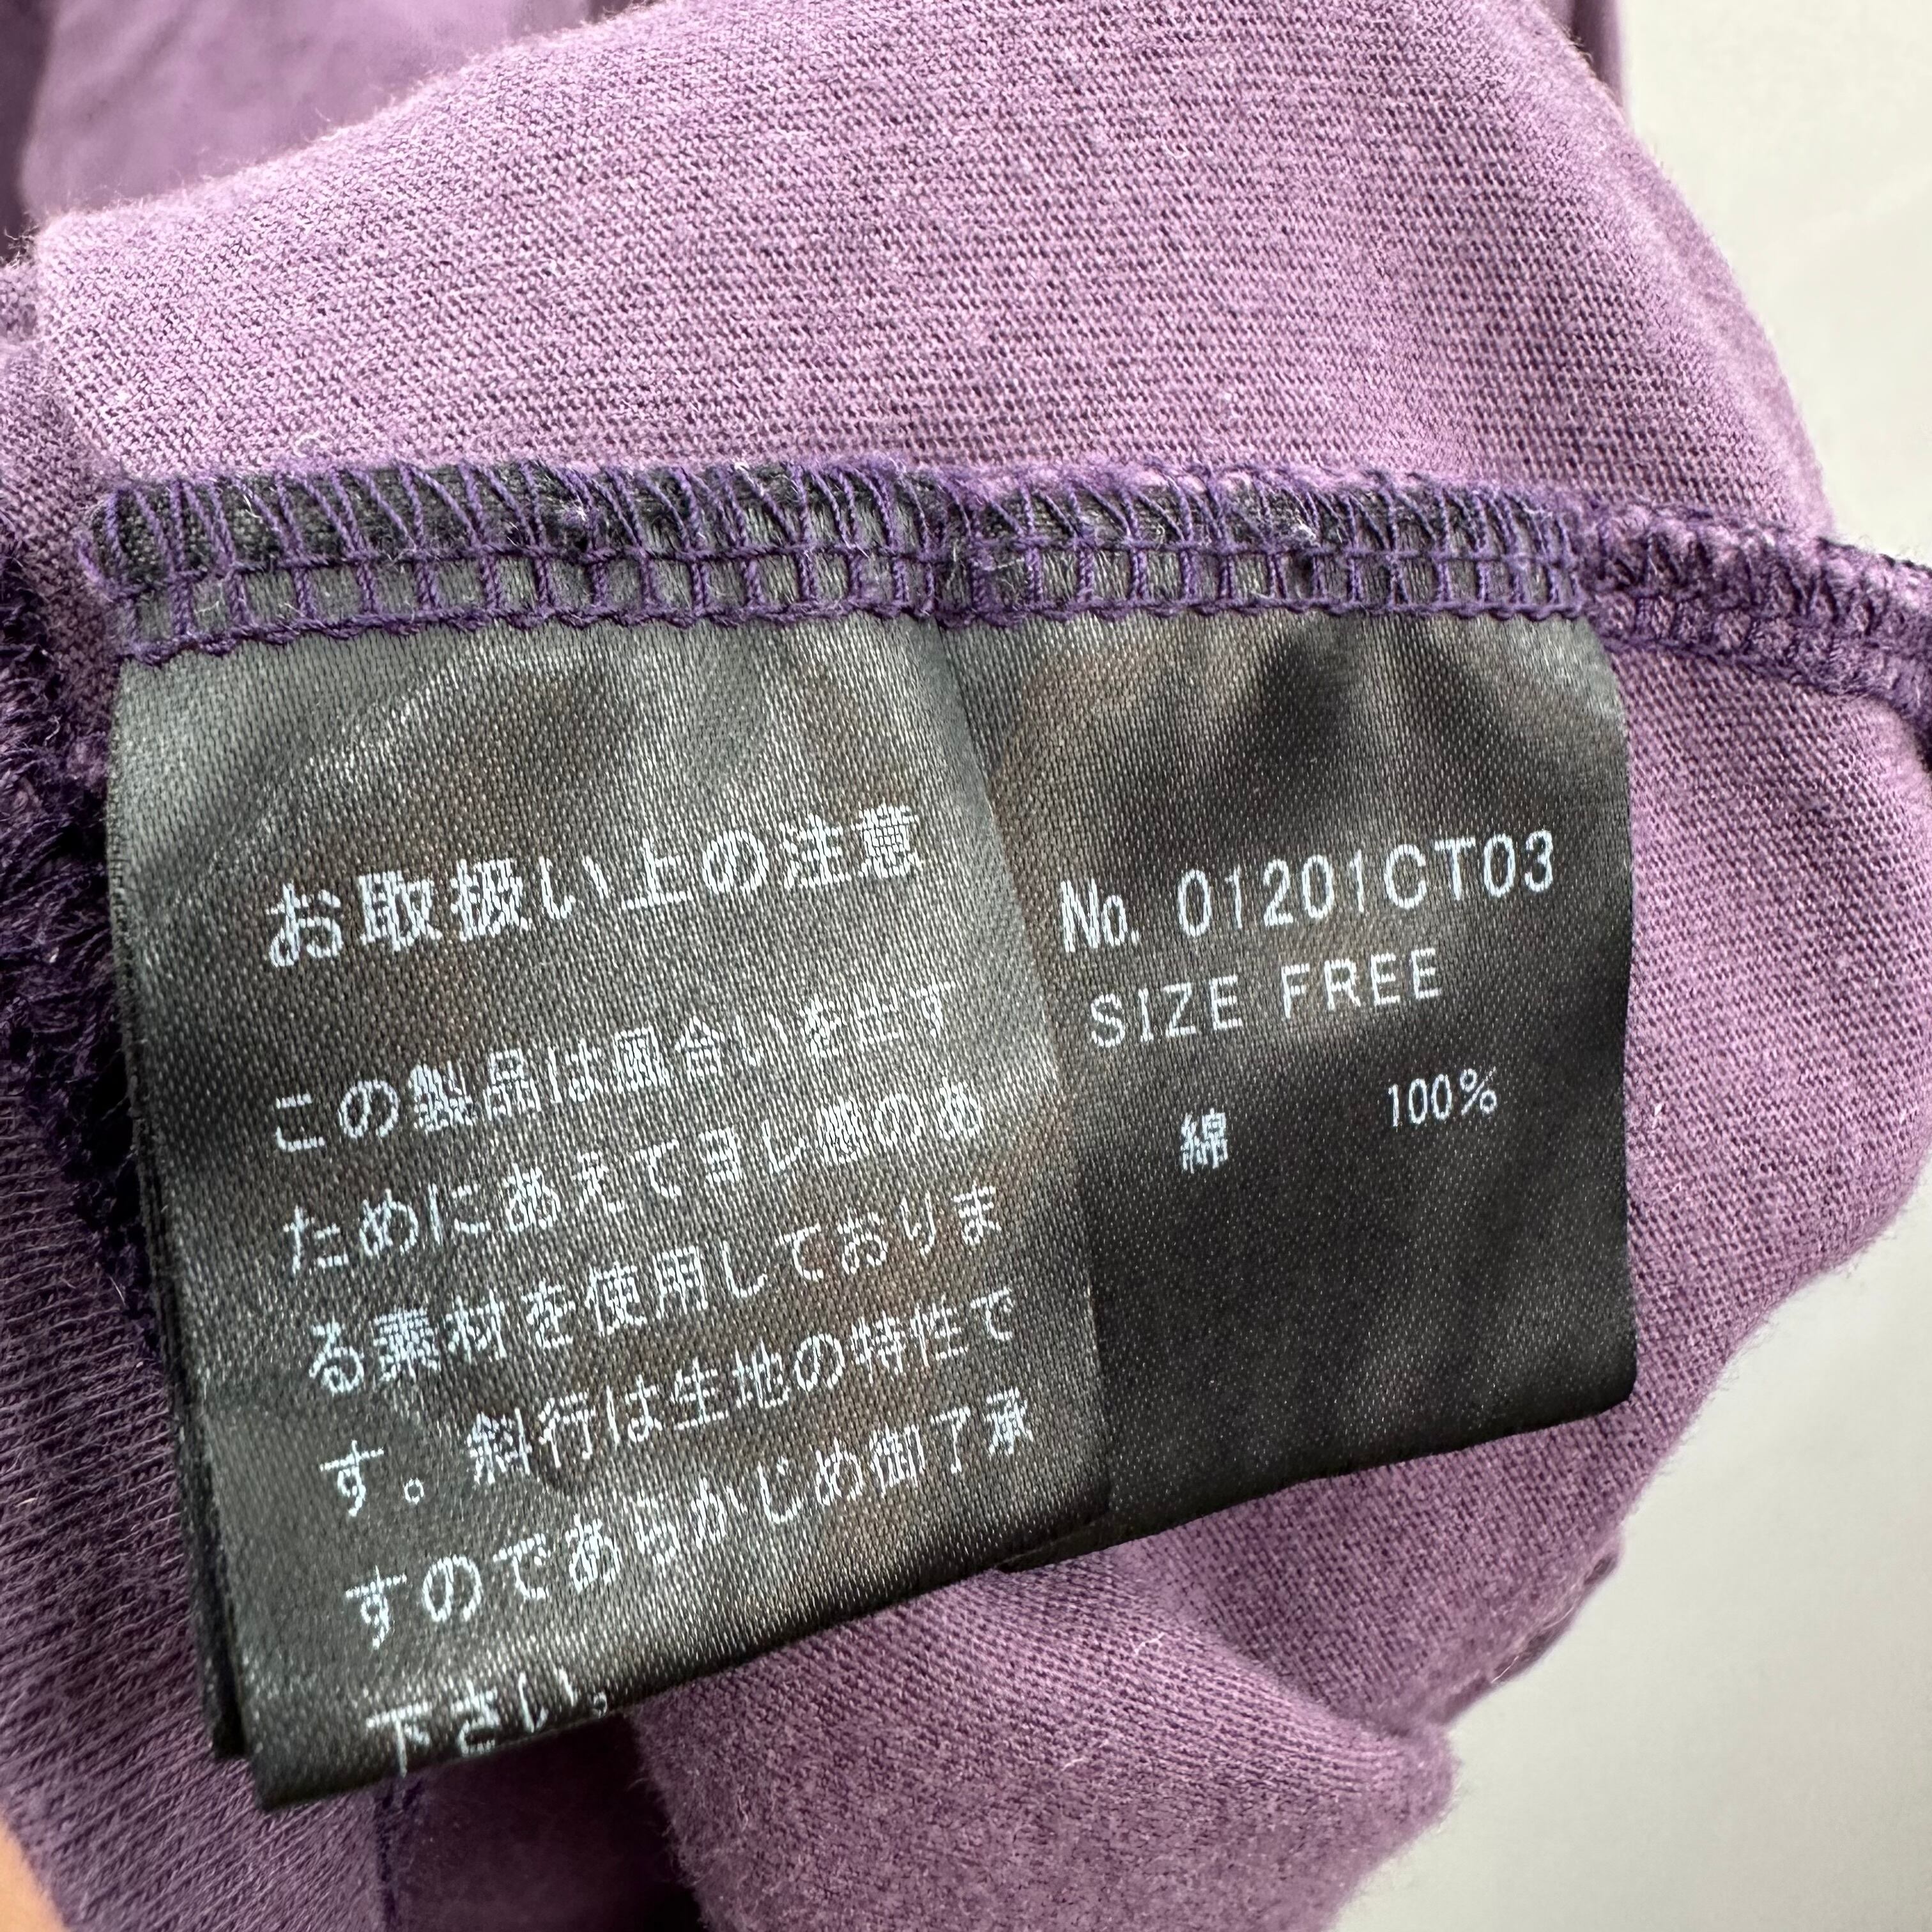 お取扱い上の注意
この製品は風合いを出す
ためにあえてヨレ感のあ
る素材を使用しておりま
す。斜行は生地の特性で
すのであらかじめ御了承
下さい。
№ 01201CT03
SIZE FREE
綿 100%